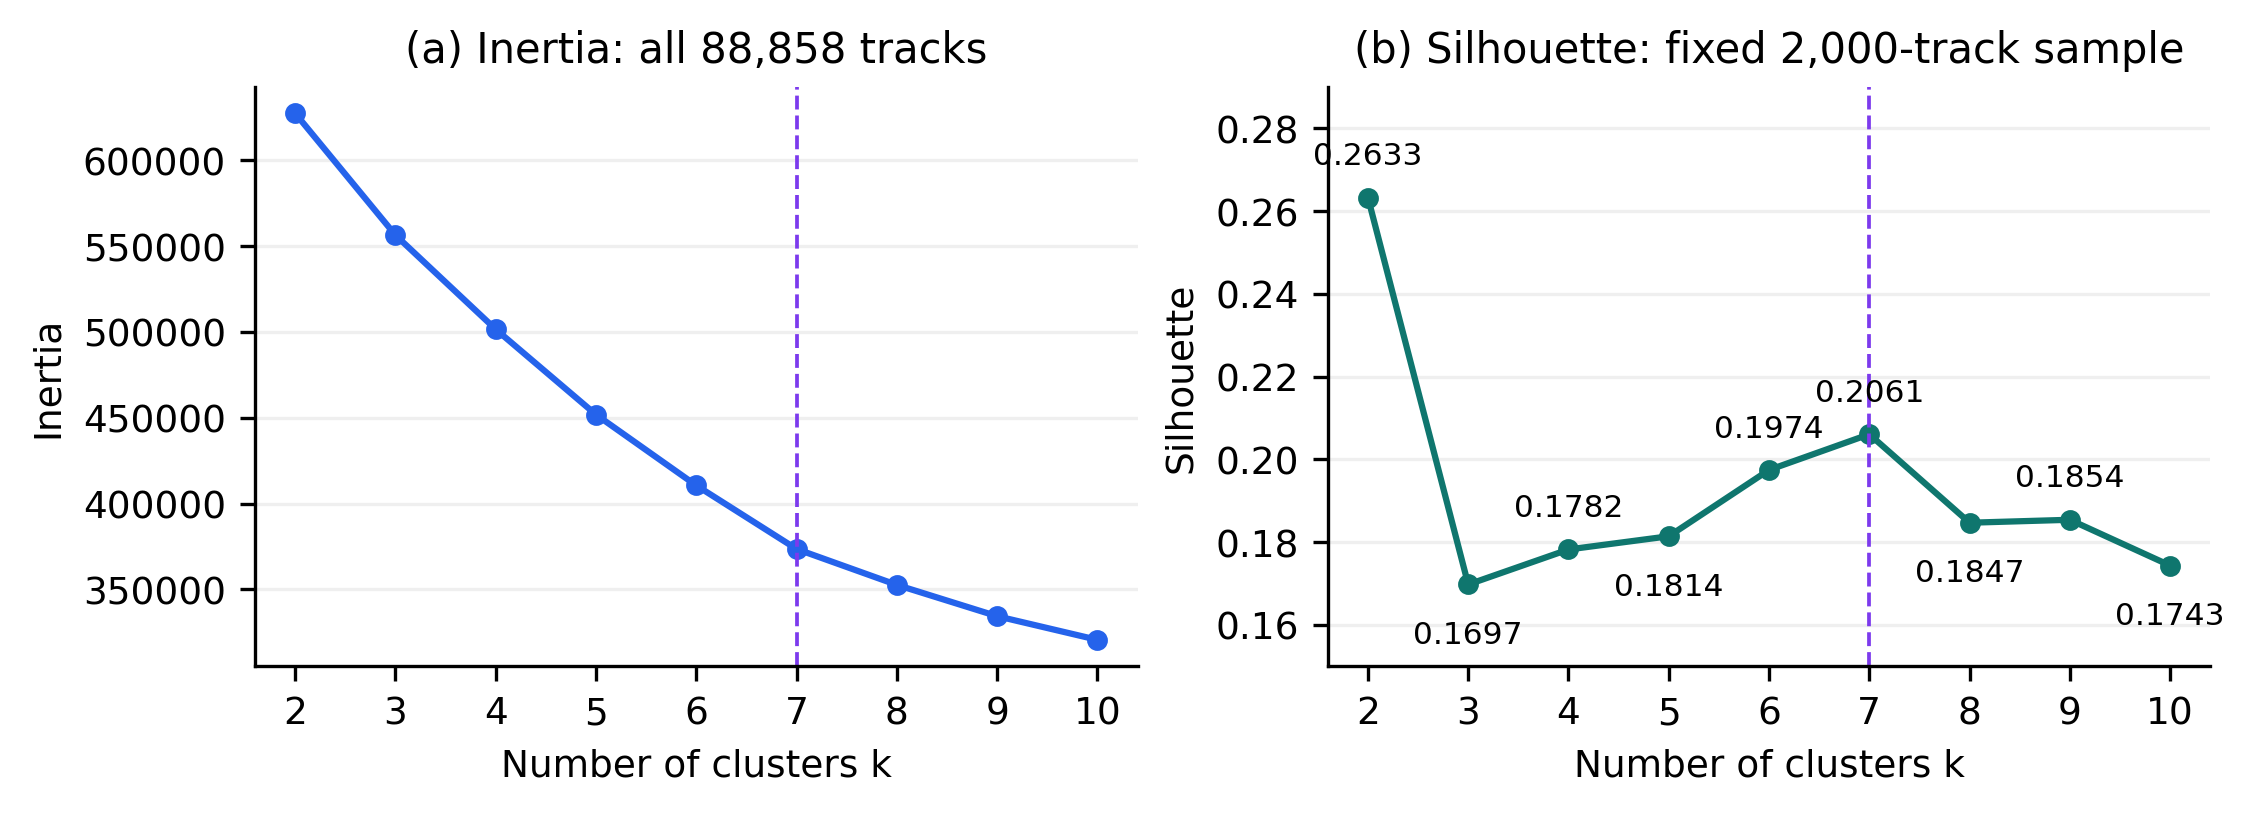 (a) Inertia: all 88,858 tracks
Inertia
600000
550000
500000
450000
400000
350000
2 3 4 5 6 7 8 9 10
Number of clusters k
(b) Silhouette: fixed 2,000-track sample
Silhouette
0.28
0.26
0.24
0.22
0.20
0.18
0.16
0.2633
0.1697
0.1782
0.1814
0.1974
0.2061
0.1847
0.1854
0.1743
2 3 4 5 6 7 8 9 10
Number of clusters k